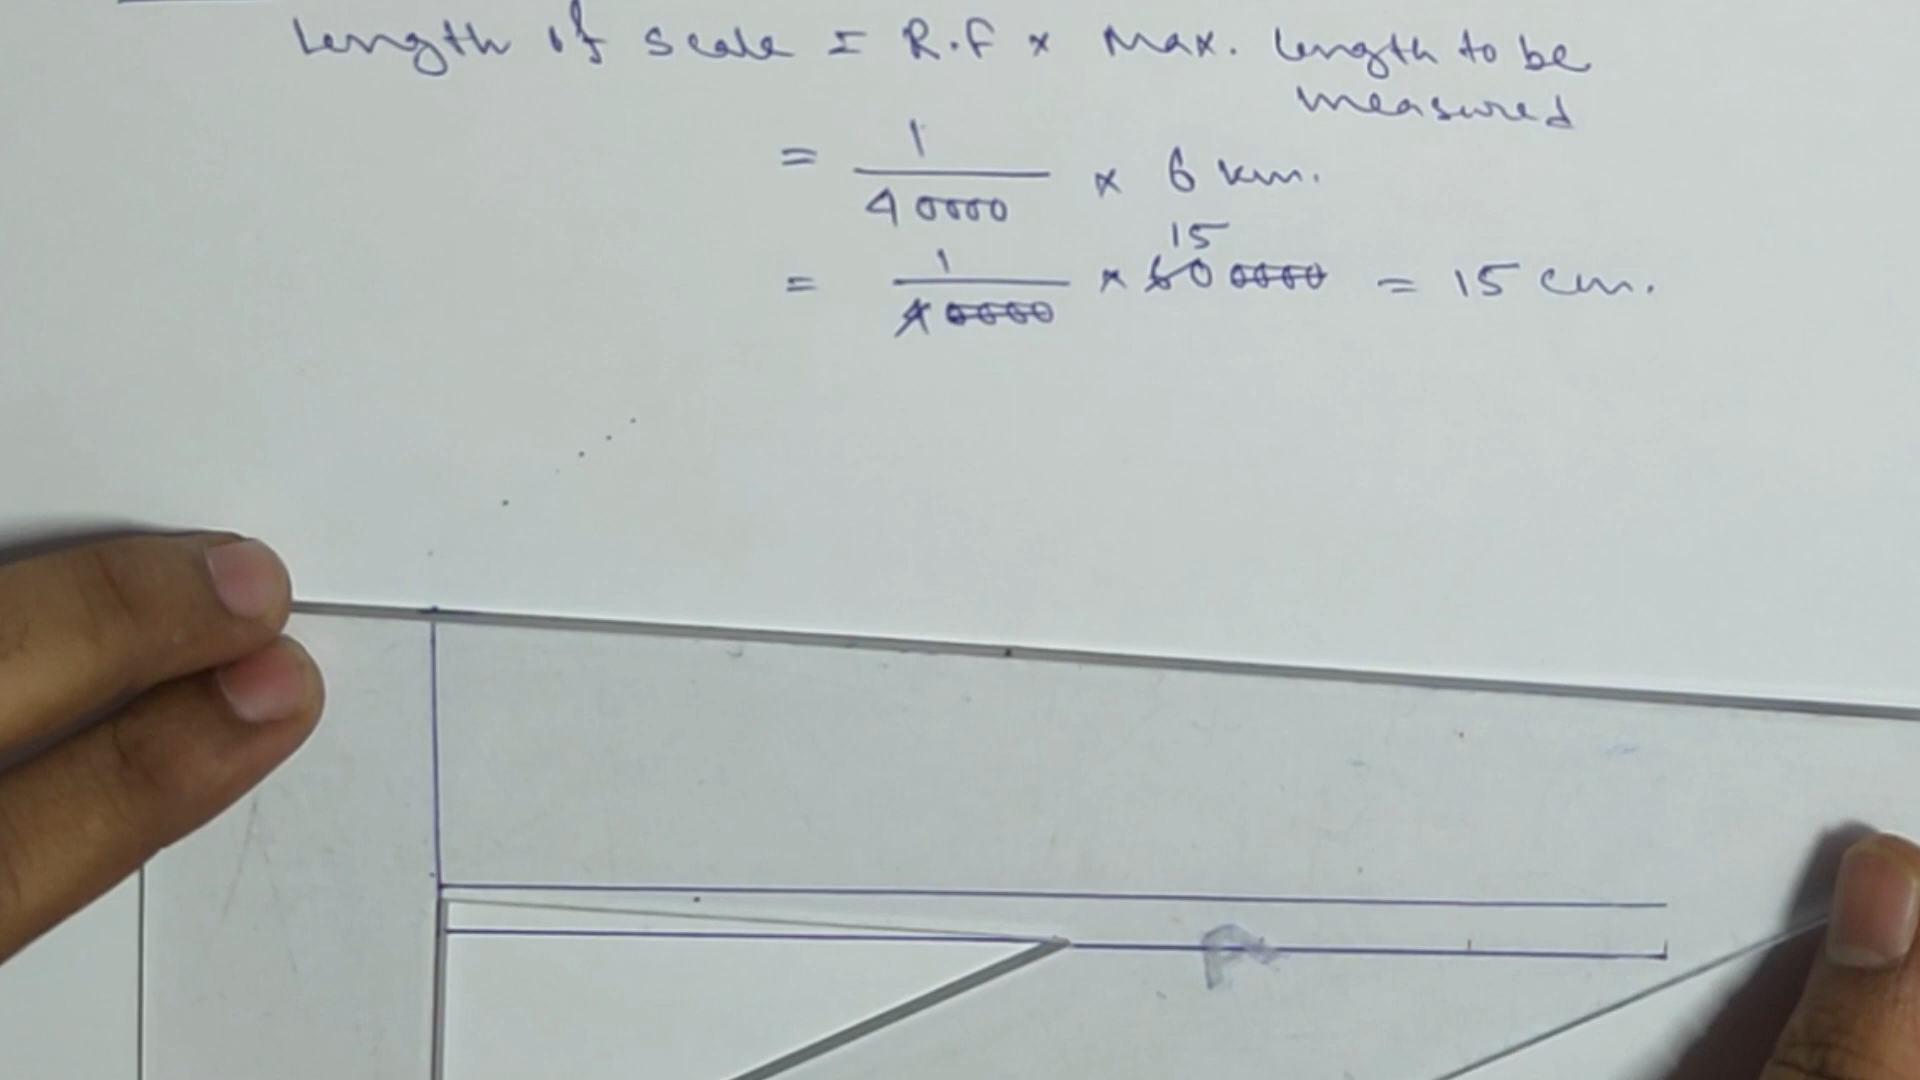 Length of scale = R.F × Max. length to be
measured
= 1/40000 × 6 km.
15
= 1/40000 × 600000 = 15 cm.